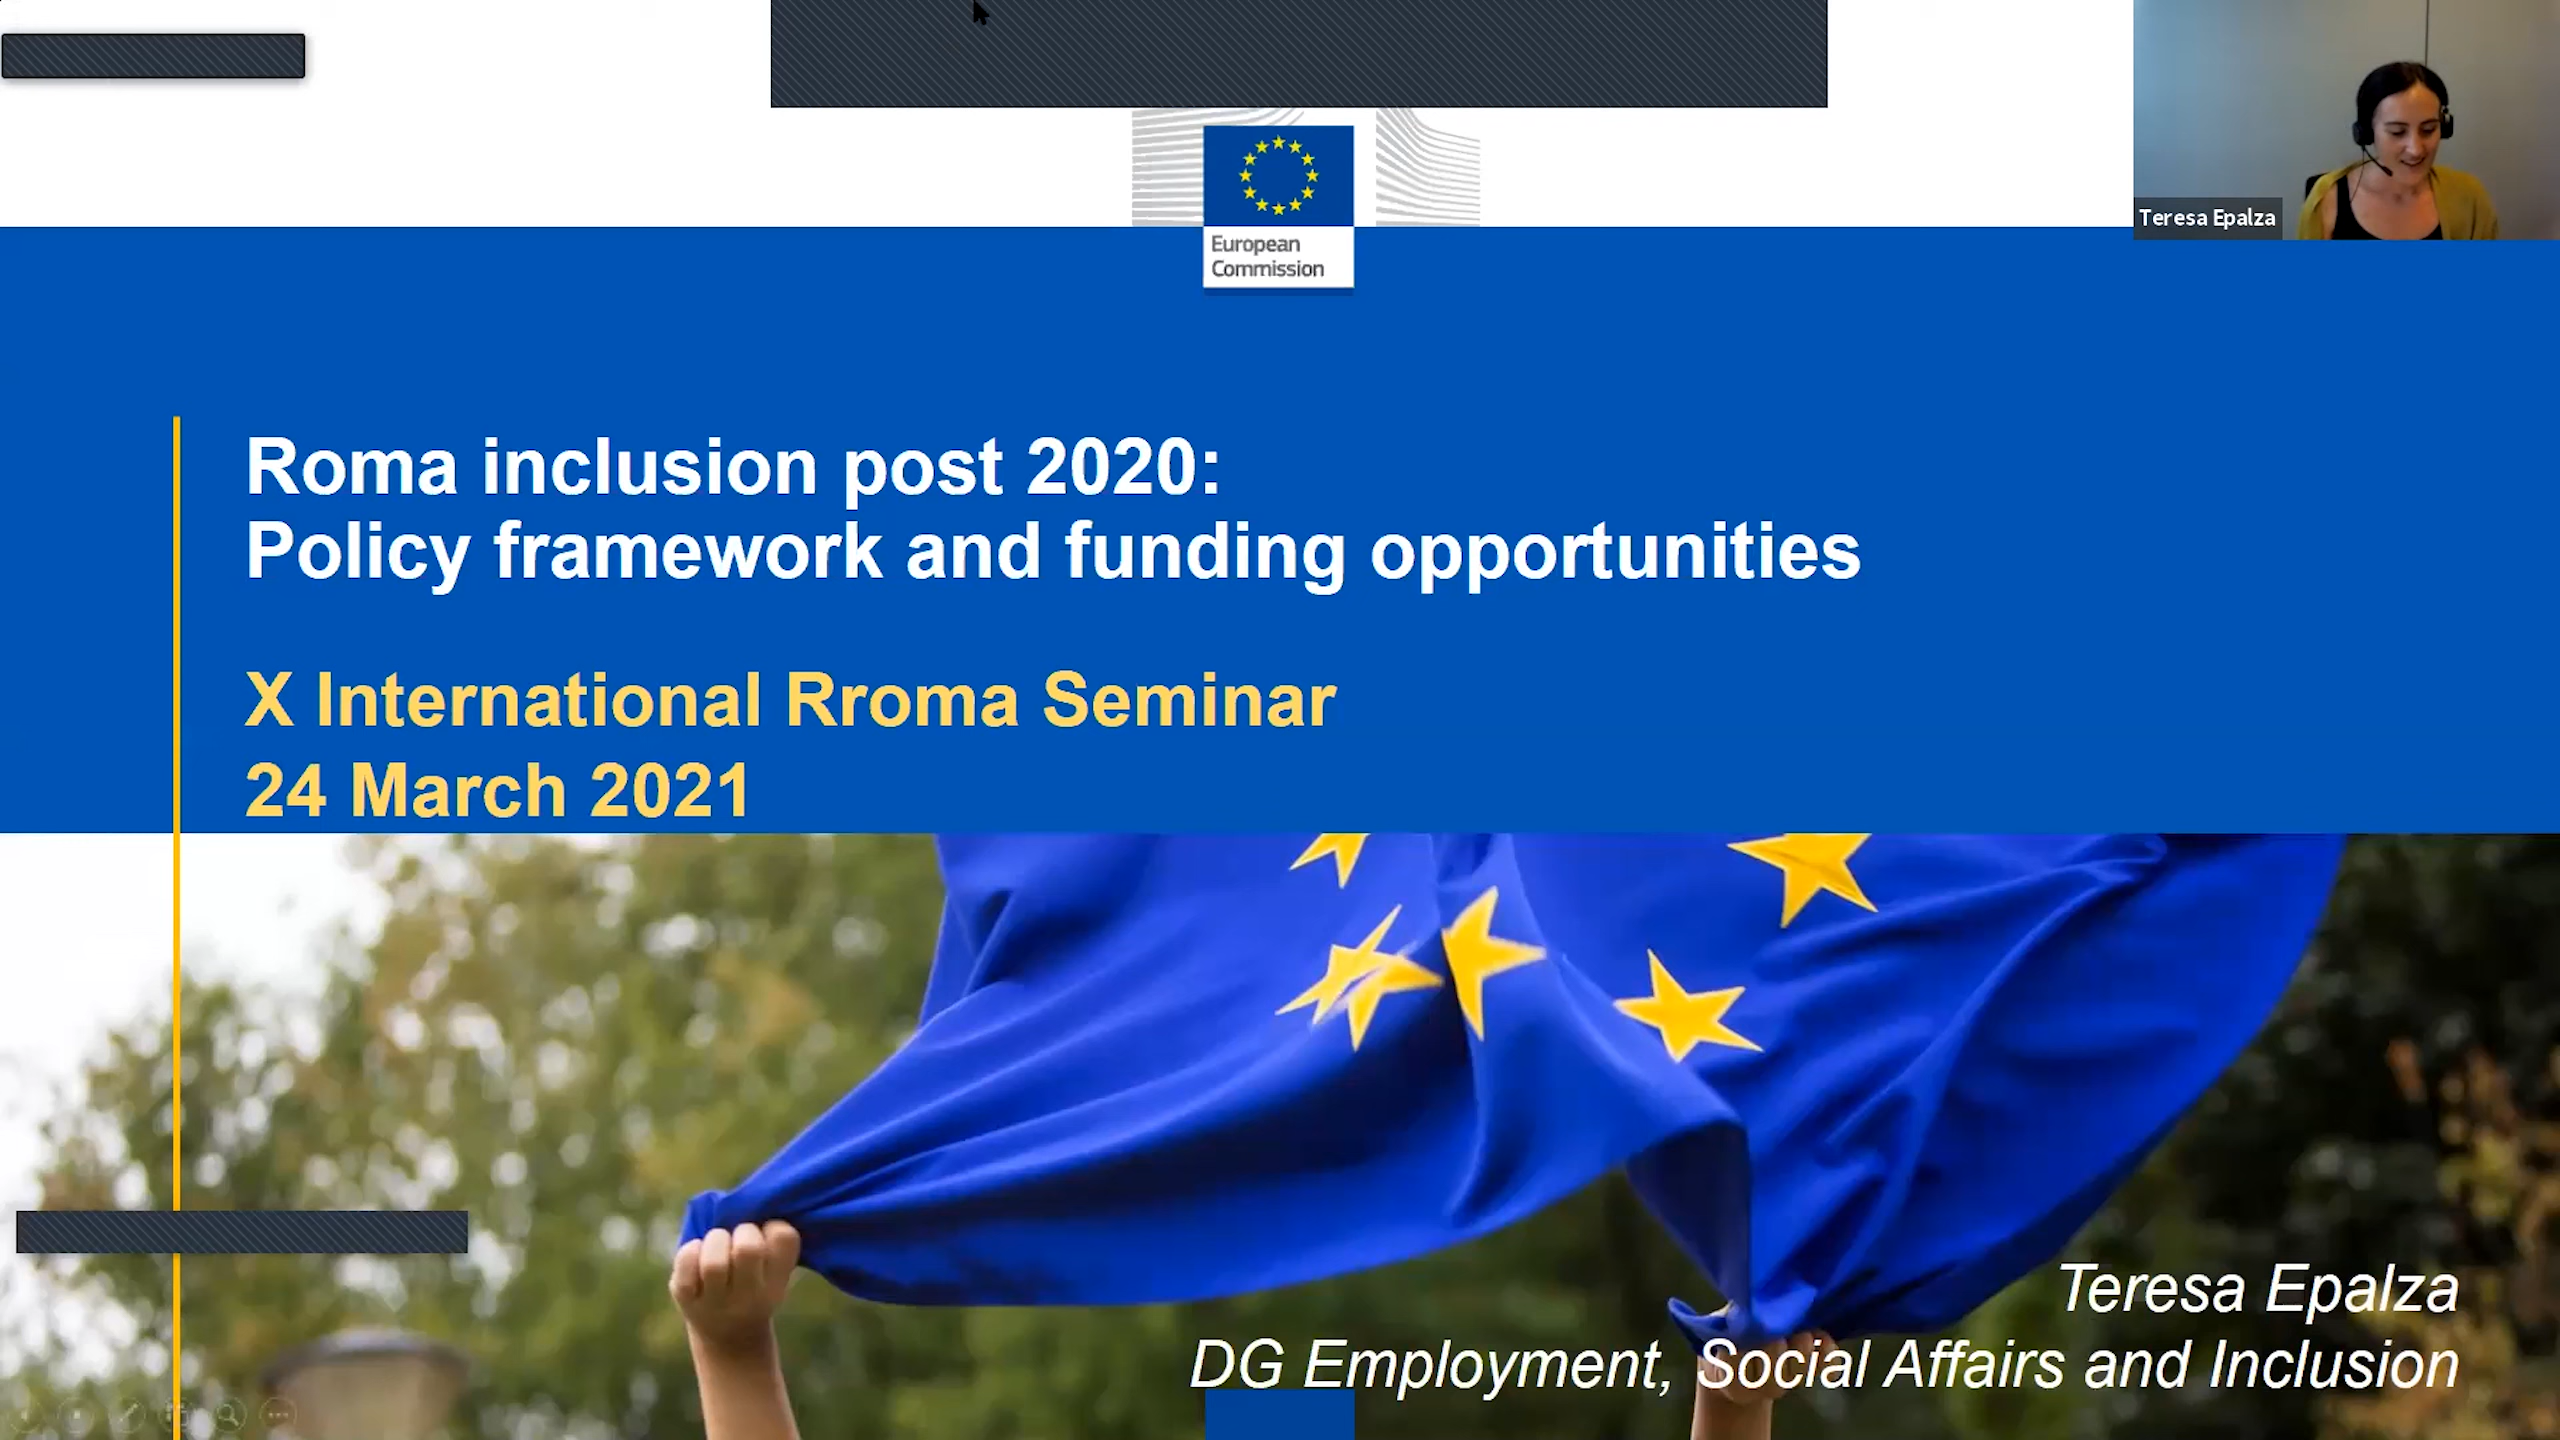 Teresa Epalza
European
Commission
Roma inclusion post 2020:
Policy framework and funding opportunities
X International Rroma Seminar
24 March 2021
Teresa Epalza
DG Employment, Social Affairs and Inclusion